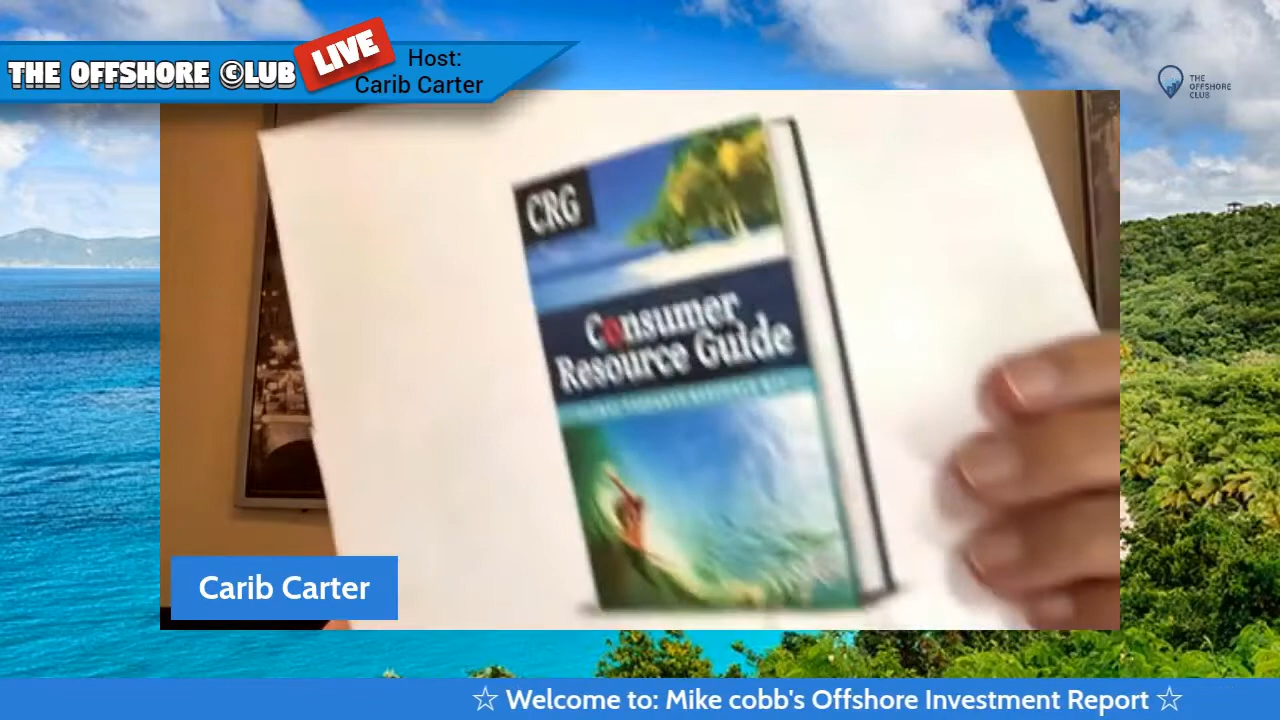 THE OFFSHORE ©LUB
LIVE
Host:
Carib Carter
THE
OFFSHORE
CLUB
CRG
Consumer
Resource Guide
Carib Carter
☆ Welcome to: Mike cobb's Offshore Investment Report ☆